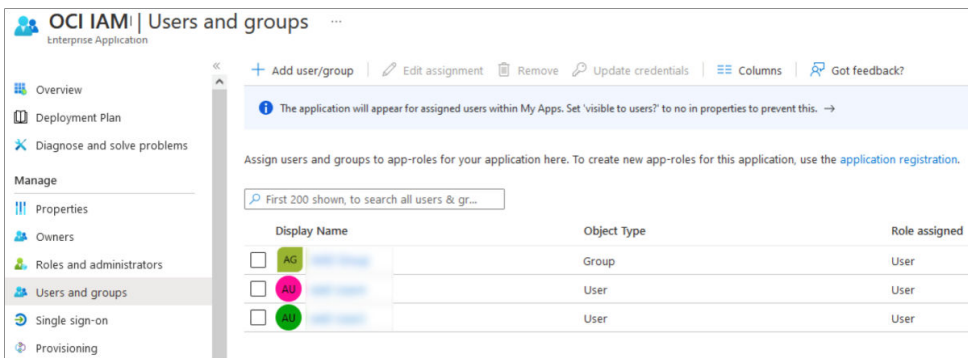 OCI IAM | Users and groups ...
Enterprise Application
«
Overview
Deployment Plan
Diagnose and solve problems
Manage
Properties
Owners
Roles and administrators
Users and groups
Single sign-on
Provisioning
+ Add user/group | Edit assignment Remove Update credentials | Columns | Got feedback?
The application will appear for assigned users within My Apps. Set 'visible to users?' to no in properties to prevent this. →
Assign users and groups to app-roles for your application here. To create new app-roles for this application, use the application registration.
First 200 shown, to search all users & gr...
Display Name Object Type Role assigned
AG Group User
AU User User
AU User User